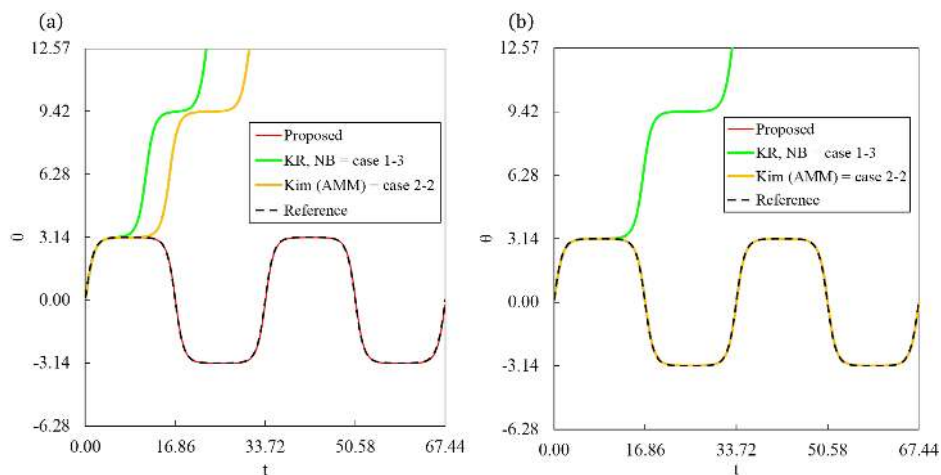 (a)
12.57
9.42
6.28
3.14
0.00
-3.14
-6.28
θ
0.00
16.86
33.72
50.58
67.44
t
Proposed
KR, NB = case 1-3
Kim (AMM) = case 2-2
Reference
(b)
12.57
9.42
6.28
3.14
0.00
-3.14
-6.28
θ
0.00
16.86
33.72
50.58
67.44
t
Proposed
KR, NB = case 1-3
Kim (AMM) = case 2-2
Reference